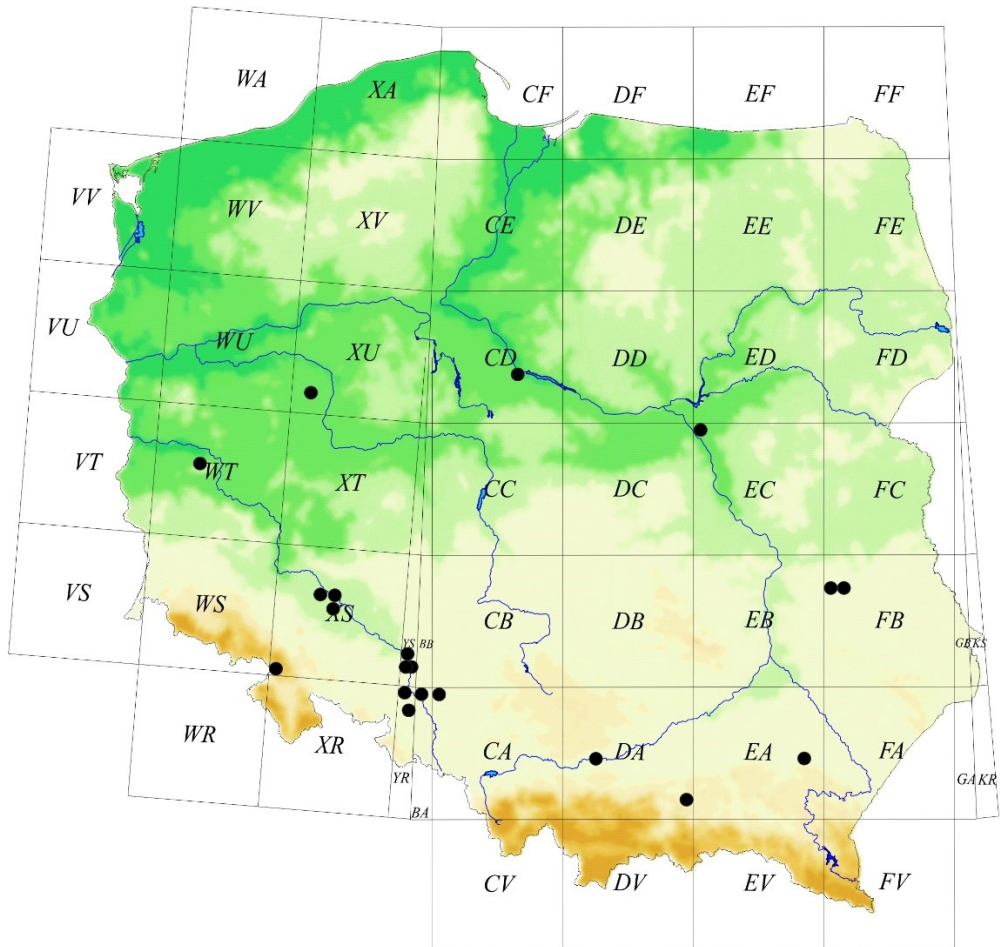 WA XA CF DF EF FF
VV WV XV CE DE EE FE
VU WU XU CD DD ED FD
VT WT XT CC DC EC FC
VS WS XS YS BB CB DB EB FB KS
WR XR YR CA DA EA FA GA KR
BA
CV DV EV FV